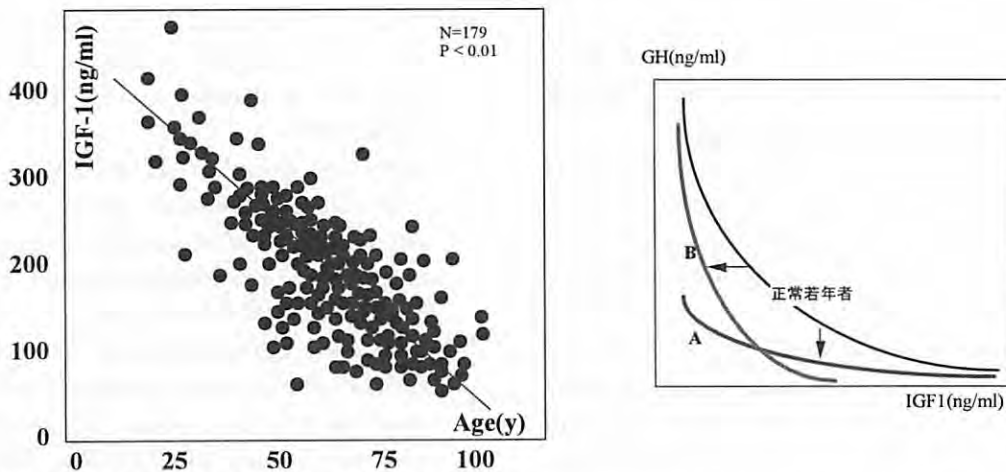 N=179
P < 0.01
IGF-1(ng/ml)
400
300
200
100
0
0 25 50 75 100
Age(y)
GH(ng/ml)
B
正常若年者
A
IGF1(ng/ml)